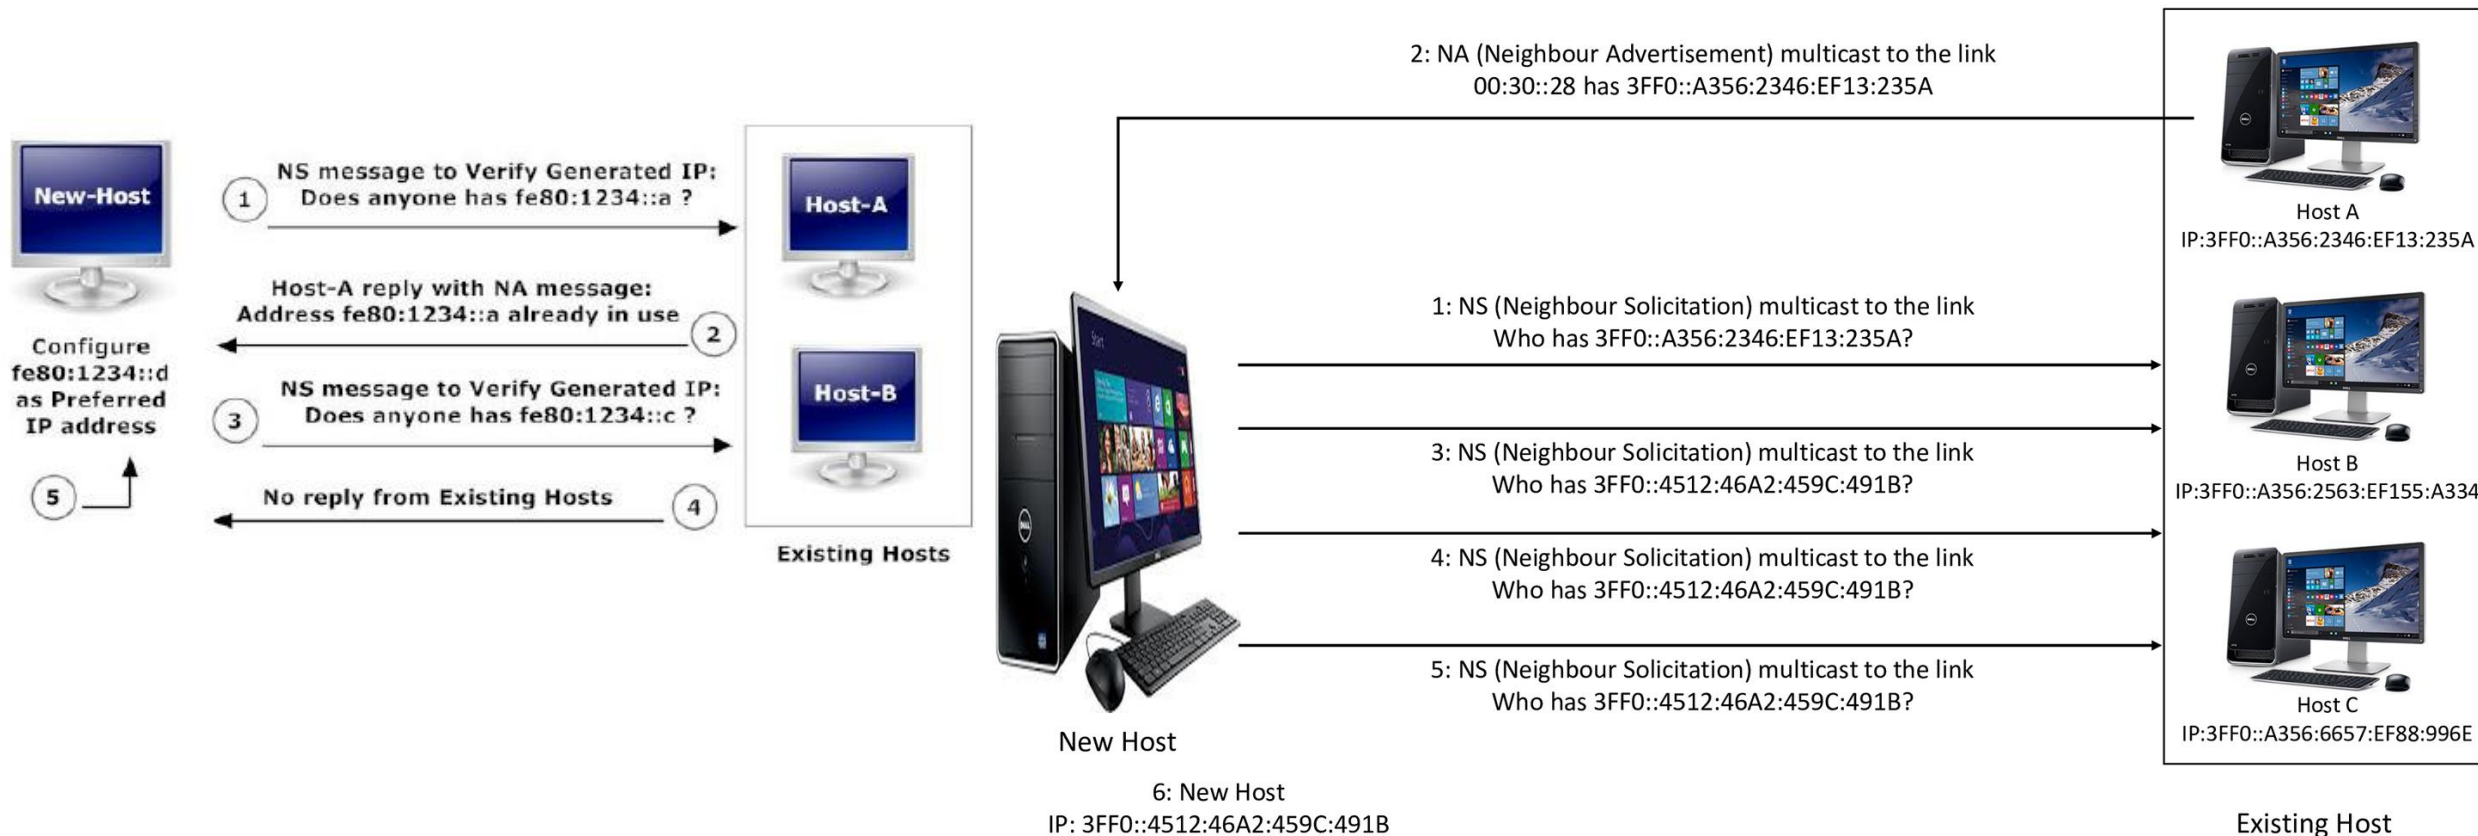 New-Host
1
NS message to Verify Generated IP:
Does anyone has fe80:1234::a ?
Host-A reply with NA message:
Address fe80:1234::a already in use
2
NS message to Verify Generated IP:
Does anyone has fe80:1234::c ?
3
No reply from Existing Hosts
4
Configure
fe80:1234::d
as Preferred
IP address
5
Host-A
Host-B
Existing Hosts
2: NA (Neighbour Advertisement) multicast to the link
00:30::28 has 3FF0::A356:2346:EF13:235A
1: NS (Neighbour Solicitation) multicast to the link
Who has 3FF0::A356:2346:EF13:235A?
3: NS (Neighbour Solicitation) multicast to the link
Who has 3FF0::4512:46A2:459C:491B?
4: NS (Neighbour Solicitation) multicast to the link
Who has 3FF0::4512:46A2:459C:491B?
5: NS (Neighbour Solicitation) multicast to the link
Who has 3FF0::4512:46A2:459C:491B?
Start
DELL
New Host
6: New Host
IP: 3FF0::4512:46A2:459C:491B
Host A
IP:3FF0::A356:2346:EF13:235A
Host B
IP:3FF0::A356:2563:EF155:A334
Host C
IP:3FF0::A356:6657:EF88:996E
Existing Host